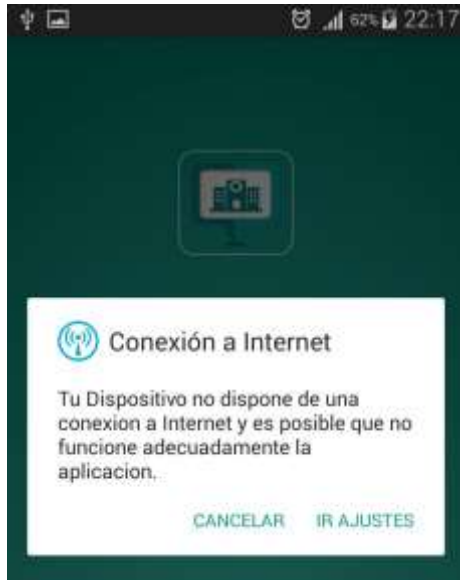 62% 22:17
Conexión a Internet
Tu Dispositivo no dispone de una
conexion a Internet y es posible que no
funcione adecuadamente la
aplicacion.
CANCELAR IR AJUSTES